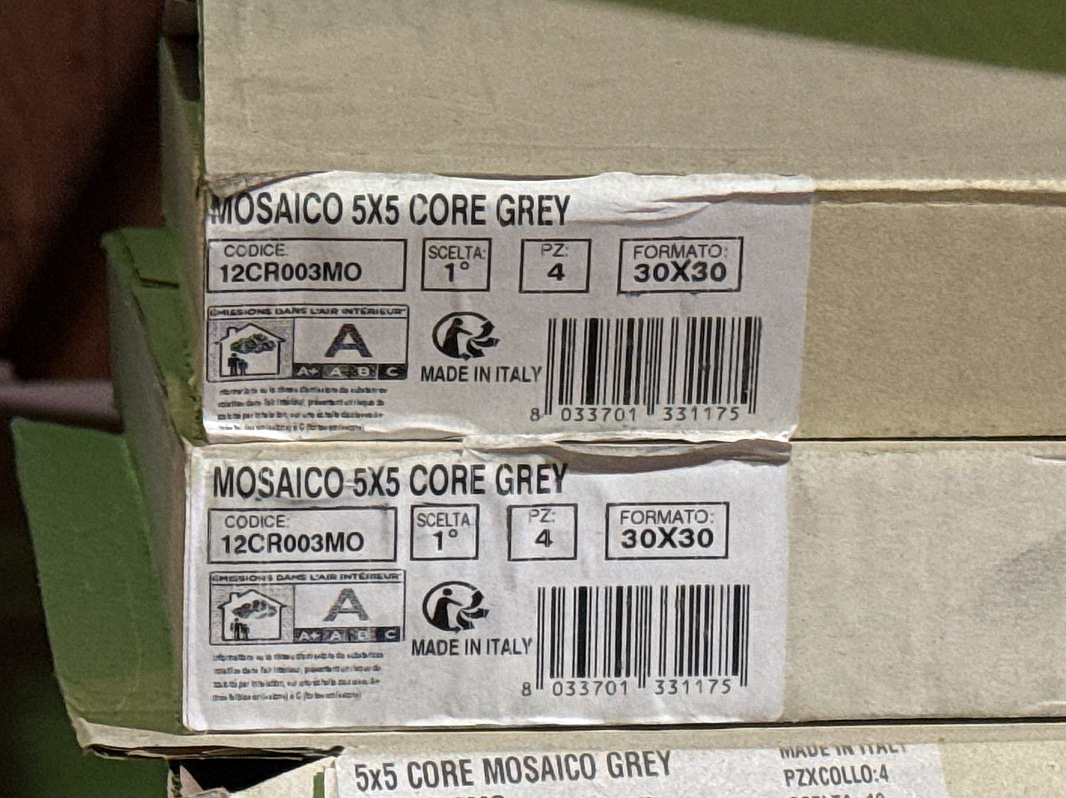 MOSAICO 5X5 CORE GREY
CODICE: SCELTA: PZ: FORMATO:
12CR003MO 1° 4 30X30
EMISSIONS DANS L'AIR INTÉRIEUR
A
A+ A B C
MADE IN ITALY
8 033701 331175
MOSAICO 5X5 CORE GREY
CODICE: SCELTA: PZ: FORMATO:
12CR003MO 1° 4 30X30
EMISSIONS DANS L'AIR INTÉRIEUR
A
A+ A B C
MADE IN ITALY
8 033701 331175
5x5 CORE MOSAICO GREY
MADE IN ITALY
PZXCOLLO:4